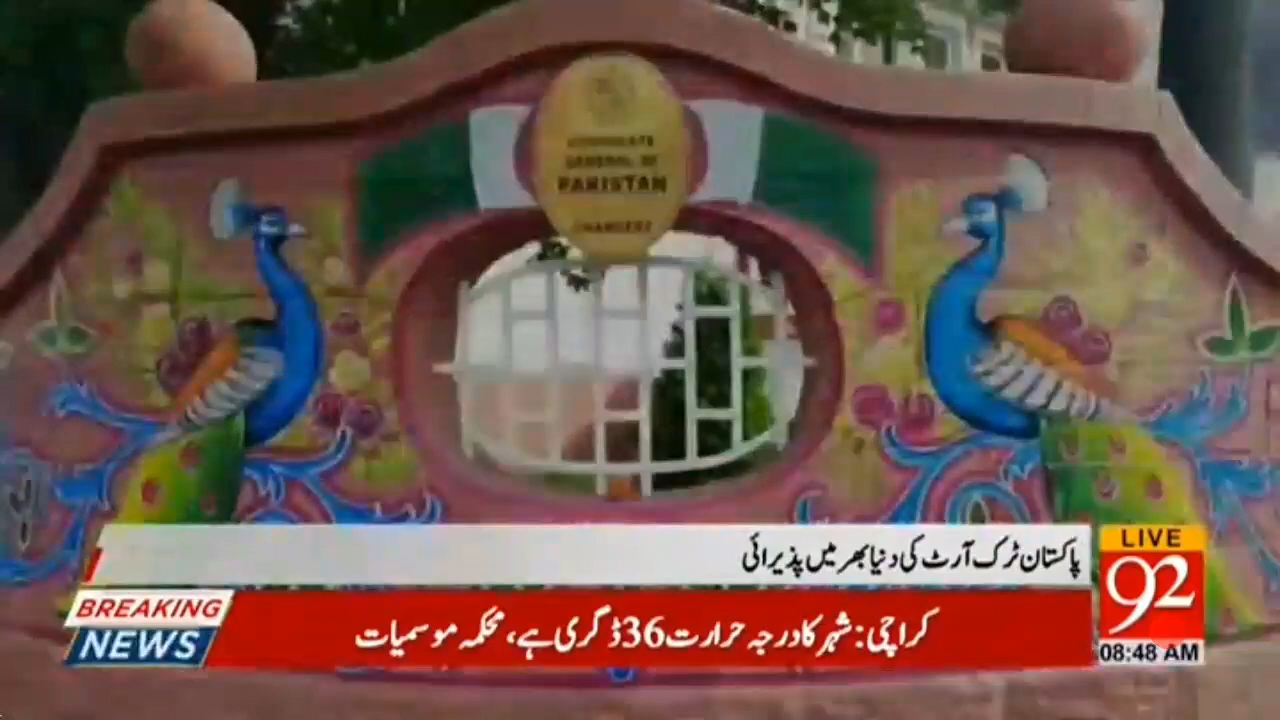 CONSULATE
GENERAL OF
PAKISTAN
CHANCERY
پاکستان ٹرک آرٹ کی دنیا بھر میں پذیرائی
LIVE
92
BREAKING
NEWS
کراچی: شہر کا درجہ حرارت 36 ڈگری ہے، محکمہ موسمیات
08:48 AM